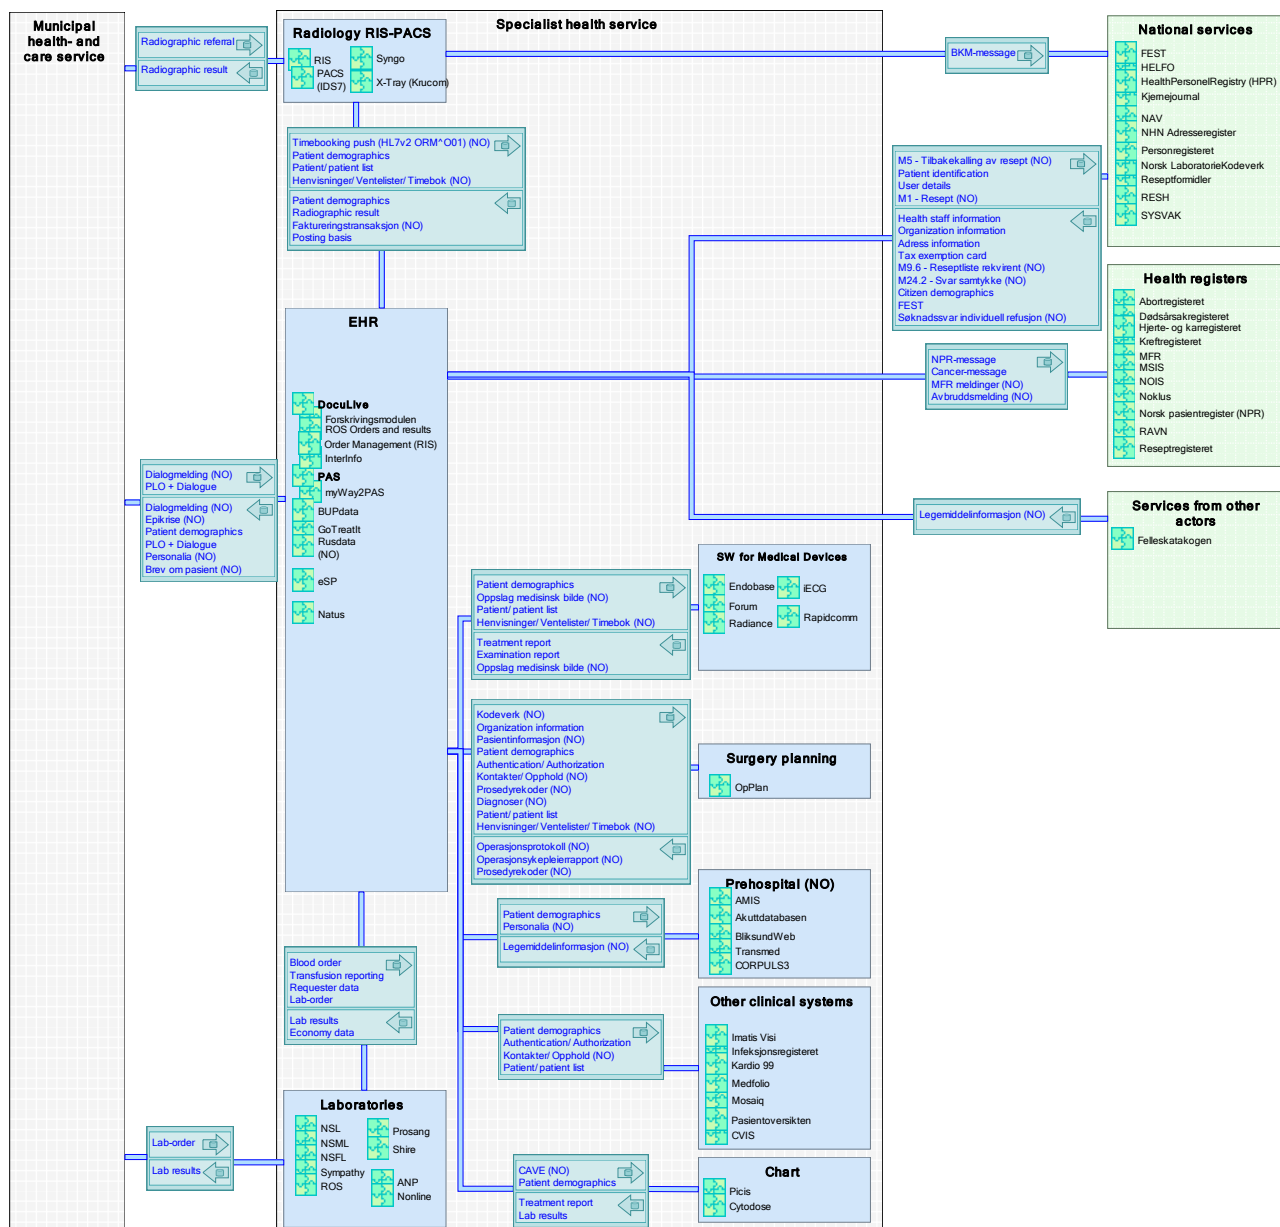 Municipal
health- and
care service
Radiographic referral
Radiographic result
Specialist health service
Radiology RIS-PACS
RIS
PACS
(IDS7)
Syngo
X-Tray (Krucom)
BKM-message
National services
FEST
HELFO
HealthPersonelRegistry (HPR)
Kjernejournal
NAV
NHN Adresseregister
Personregisteret
Norsk LaboratorieKodeverk
Reseptformidler
RESH
SYSVAK
Timebooking push (HL7v2 ORM^O01) (NO)
Patient demographics
Patient/ patient list
Henvisninger/ Ventelister/ Timebok (NO)
Patient demographics
Radiographic result
Faktureringstransaksjon (NO)
Posting basis
M5 - Tilbakekalling av resept (NO)
Patient identification
User details
M1 - Resept (NO)
Health staff information
Organization information
Adress information
Tax exemption card
M9.6 - Reseptliste rekvirent (NO)
M24.2 - Svar samtykke (NO)
Citizen demographics
FEST
Søknadssvar individuell refusjon (NO)
Health registers
Abortregisteret
Dødsårsakregisteret
Hjerte- og karregisteret
Kreftregisteret
MFR
MSIS
NOIS
Noklus
Norsk pasientregister (NPR)
RAVN
Reseptregisteret
NPR-message
Cancer-message
MFR meldinger (NO)
Avbruddsmelding (NO)
EHR
DocuLive
Forskrivingsmodulen
ROS Orders and results
Order Management (RIS)
InterInfo
PAS
myWay2PAS
BUPdata
GoTreatIt
Rusdata
(NO)
eSP
Natus
Dialogmelding (NO)
PLO + Dialogue
Dialogmelding (NO)
Epikrise (NO)
Patient demographics
PLO + Dialogue
Personalia (NO)
Brev om pasient (NO)
Legemiddelinformasjon (NO)
Services from other
actors
Felleskatakogen
Patient demographics
Oppslag medisinsk bilde (NO)
Patient/ patient list
Henvisninger/ Ventelister/ Timebok (NO)
Treatment report
Examination report
Oppslag medisinsk bilde (NO)
SW for Medical Devices
Endobase
Forum
Radiance
iECG
Rapidcomm
Kodeverk (NO)
Organization information
Pasientinformasjon (NO)
Patient demographics
Authentication/ Authorization
Kontakter/ Opphold (NO)
Prosedyrekoder (NO)
Diagnoser (NO)
Patient/ patient list
Henvisninger/ Ventelister/ Timebok (NO)
Operasjonsprotokoll (NO)
Operasjonsykepleierrapport (NO)
Prosedyrekoder (NO)
Surgery planning
OpPlan
Patient demographics
Personalia (NO)
Legemiddelinformasjon (NO)
Prehospital (NO)
AMIS
Akuttdatabasen
BliksundWeb
Transmed
CORPULS3
Blood order
Transfusion reporting
Requester data
Lab-order
Lab results
Economy data
Patient demographics
Authentication/ Authorization
Kontakter/ Opphold (NO)
Patient/ patient list
Other clinical systems
Imatis Visi
Infeksjonsregisteret
Kardio 99
Medfolio
Mosaiq
Pasientoversikten
CVIS
Lab-order
Lab results
Laboratories
NSL
NSML
NSFL
Sympathy
ROS
Prosang
Shire
ANP
Nonline
CAVE (NO)
Patient demographics
Treatment report
Lab results
Chart
Picis
Cytodose